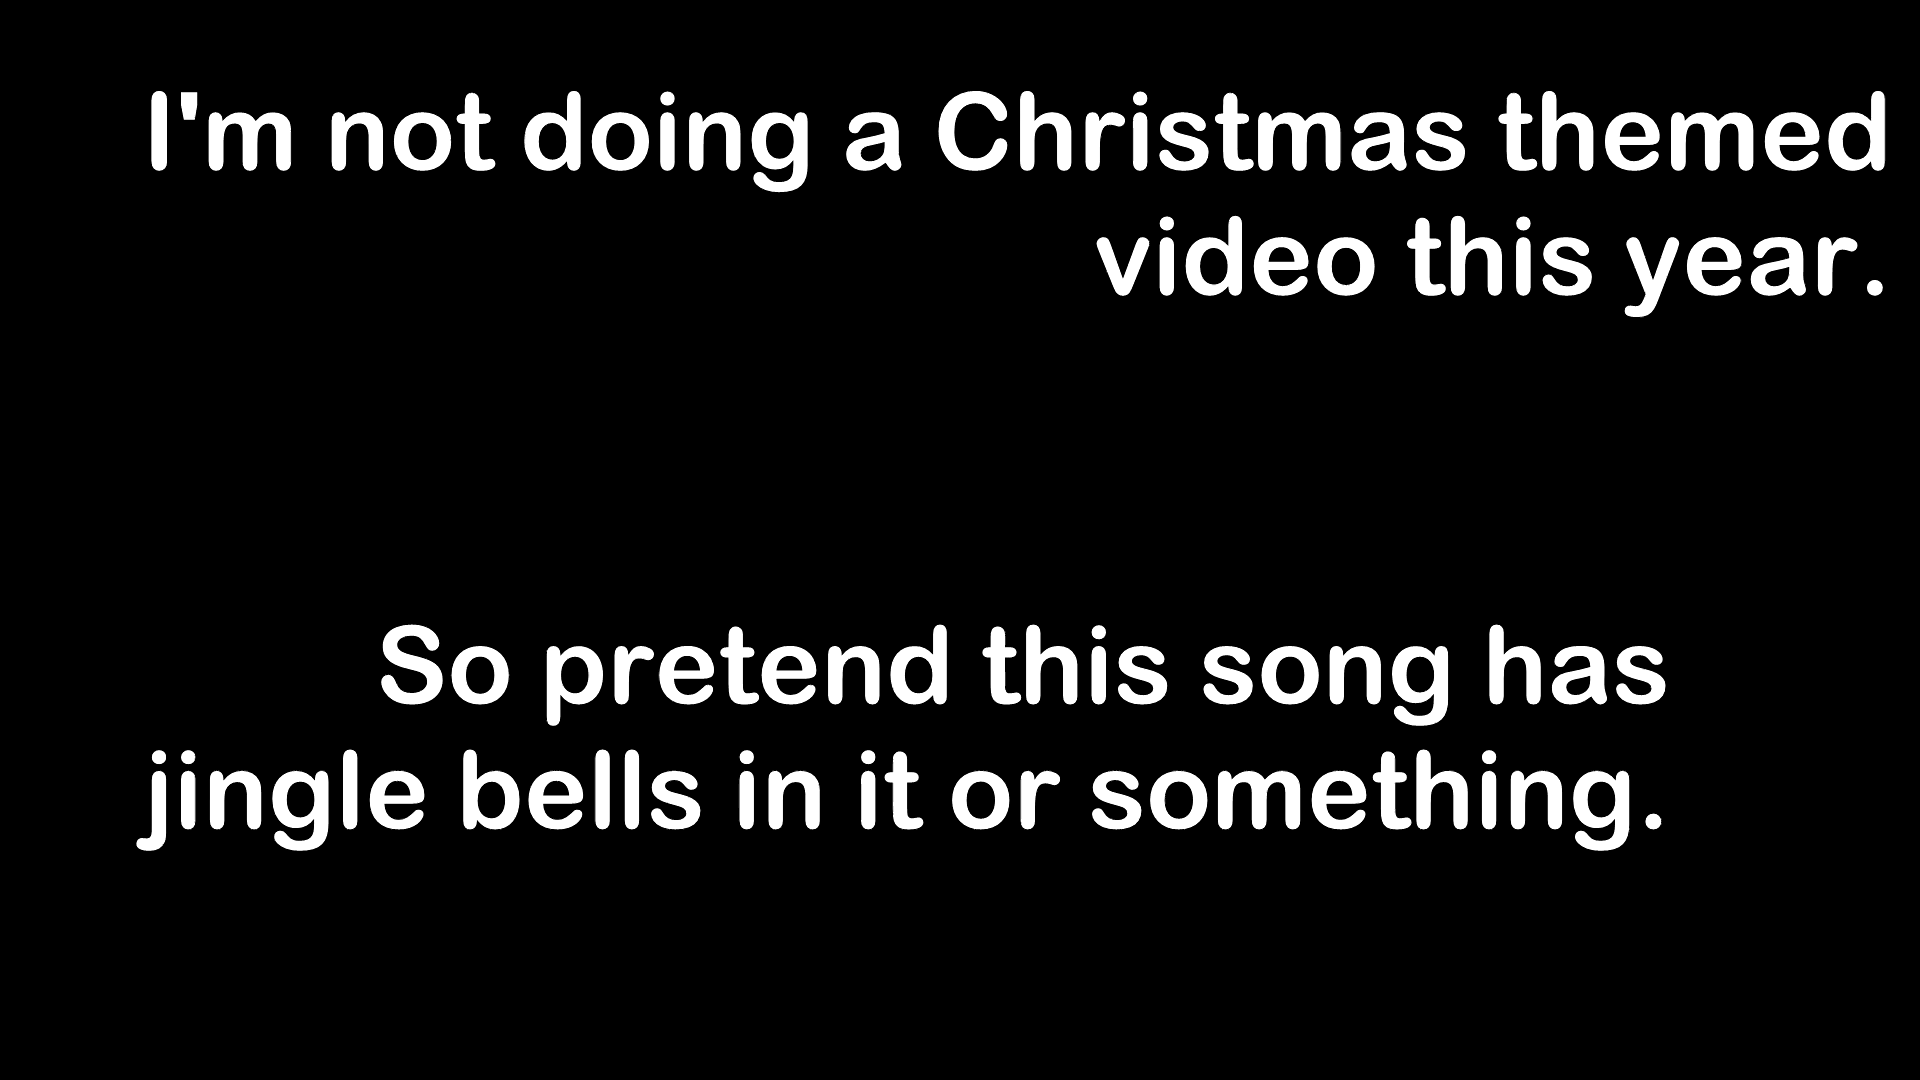 I'm not doing a Christmas themed
video this year.
So pretend this song has
jingle bells in it or something.